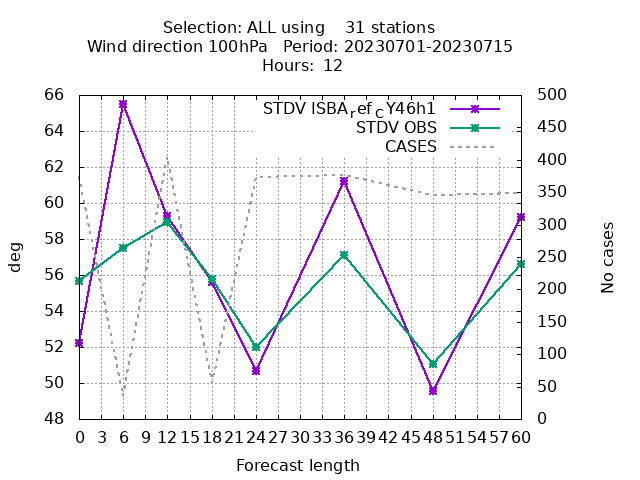 Selection: ALL using    31 stations
Wind direction 100hPa   Period: 20230701-20230715
Hours:  12
STDV ISBA_ref_CY46h1
STDV OBS
CASES
deg
66
64
62
60
58
56
54
52
50
48
500
450
400
350
300
250
200
150
100
50
0
No cases
0 3 6 9 12 15 18 21 24 27 30 33 36 39 42 45 48 51 54 57 60
Forecast length